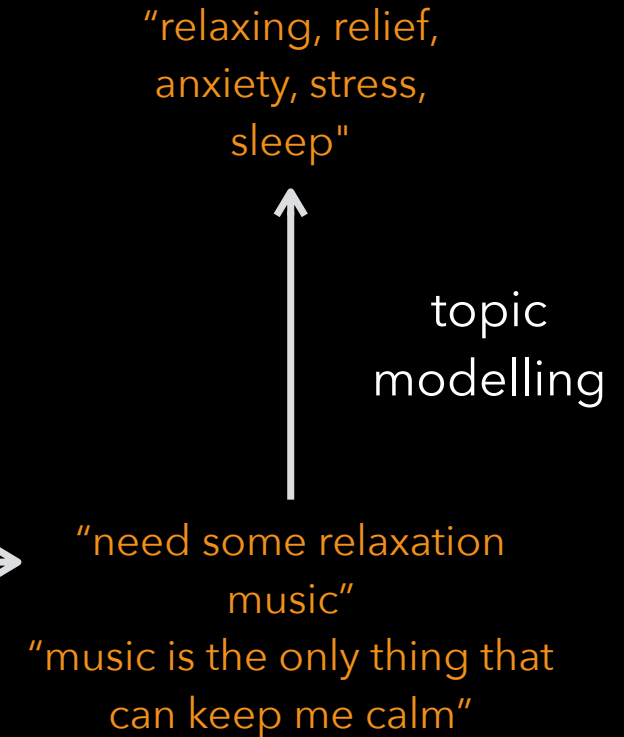 “relaxing, relief,
anxiety, stress,
sleep"
topic
modelling
“need some relaxation
music”
“music is the only thing that
can keep me calm”